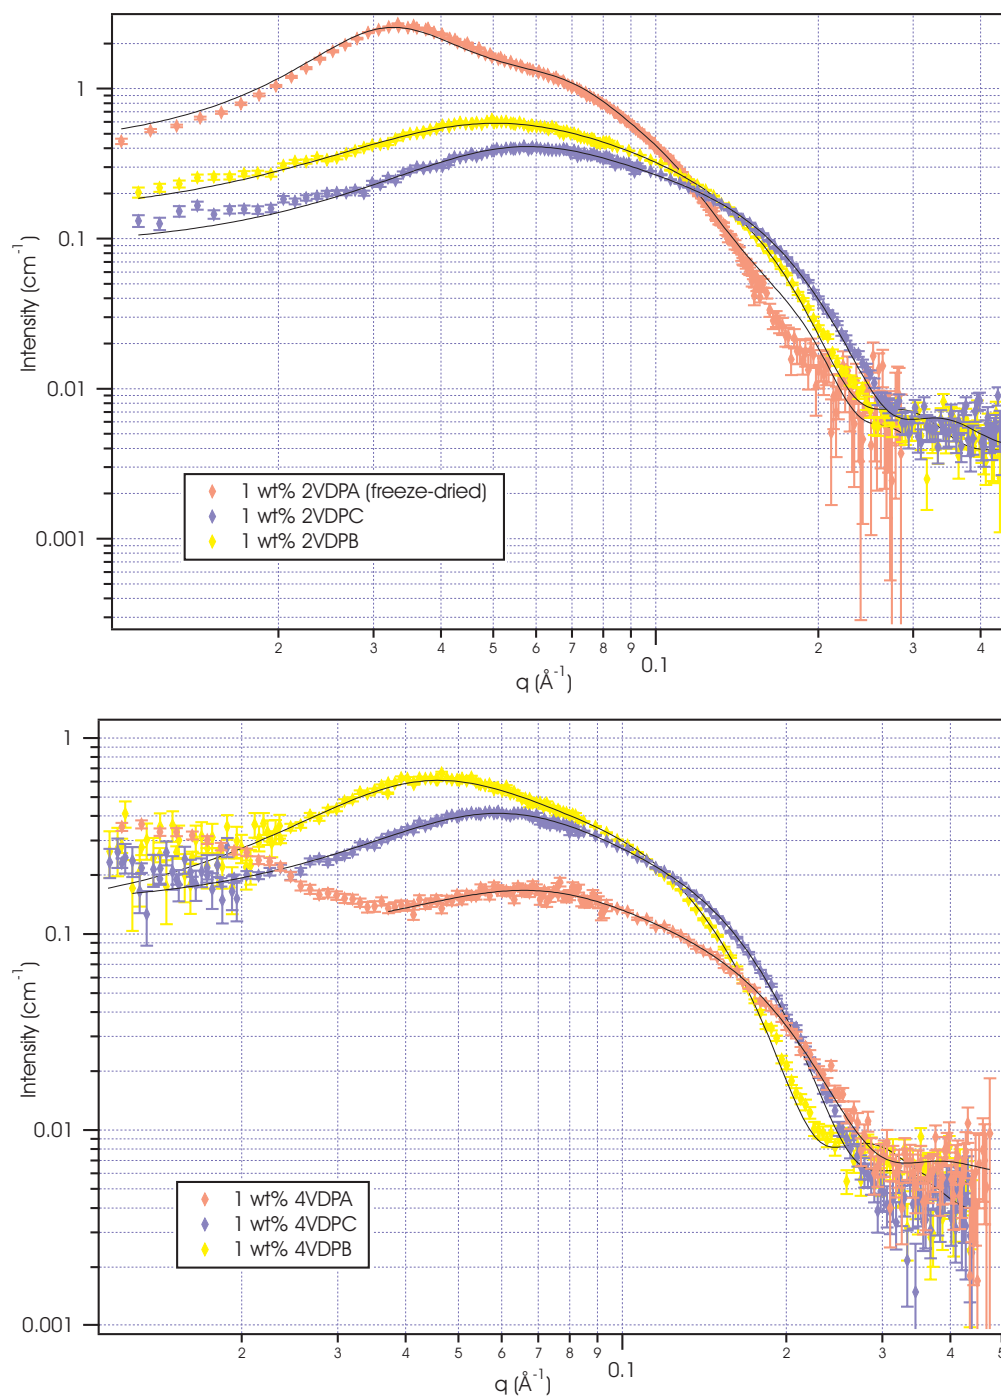 1
0.1
0.01
0.001
Intensity (cm⁻¹)
1 wt% 2VDPA (freeze-dried)
1 wt% 2VDPC
1 wt% 2VDPB
2 3 4 5 6 7 8 9 0.1 2 3 4
q (Å⁻¹)
1
0.1
0.01
0.001
Intensity (cm⁻¹)
1 wt% 4VDPA
1 wt% 4VDPC
1 wt% 4VDPB
2 3 4 5 6 7 8 9 0.1 2 3 4 5
q (Å⁻¹)